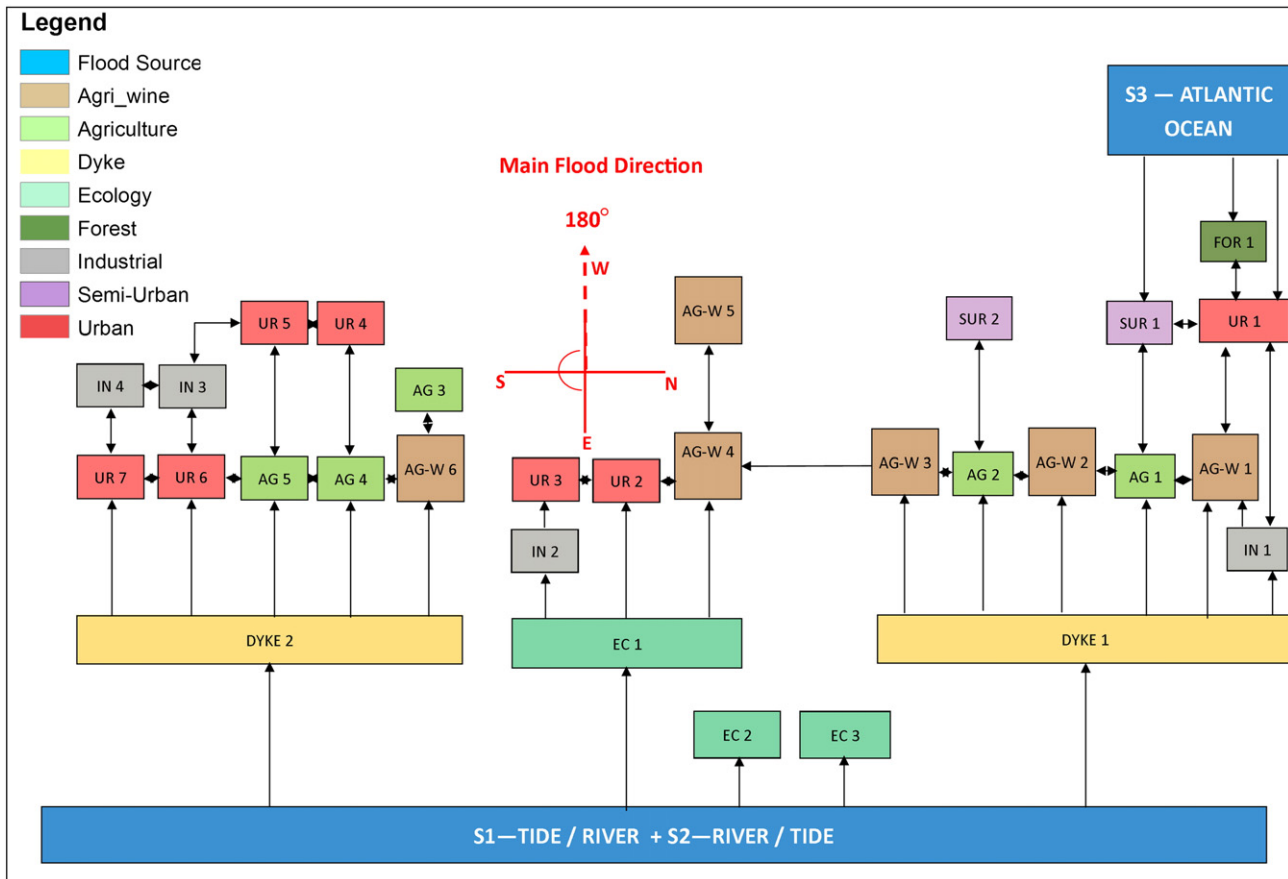 Legend
Flood Source
Agri_wine
Agriculture
Dyke
Ecology
Forest
Industrial
Semi-Urban
Urban
S3 — ATLANTIC
OCEAN
Main Flood Direction
180°
W
S
N
E
FOR 1
UR 5
UR 4
AG-W 5
SUR 2
SUR 1
UR 1
IN 4
IN 3
AG 3
UR 7
UR 6
AG 5
AG 4
AG-W 6
UR 3
UR 2
AG-W 4
AG-W 3
AG 2
AG-W 2
AG 1
AG-W 1
IN 2
IN 1
DYKE 2
EC 1
DYKE 1
EC 2
EC 3
S1—TIDE / RIVER + S2—RIVER / TIDE